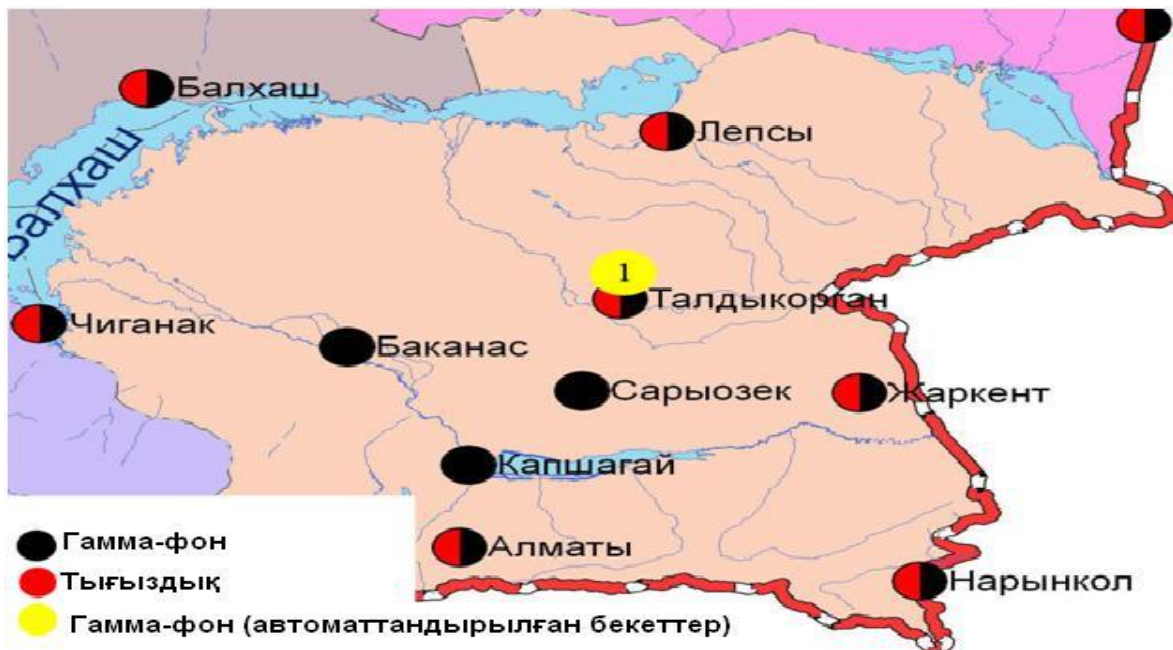 Балхаш
Лепсы
Балхаш
1
Талдыкорган
Чиганак
Баканас
Сарыозек
Жаркент
Капшагай
Гамма-фон
Алматы
Тығыздық
Нарынкол
Гамма-фон (автоматтандырылған бекеттер)